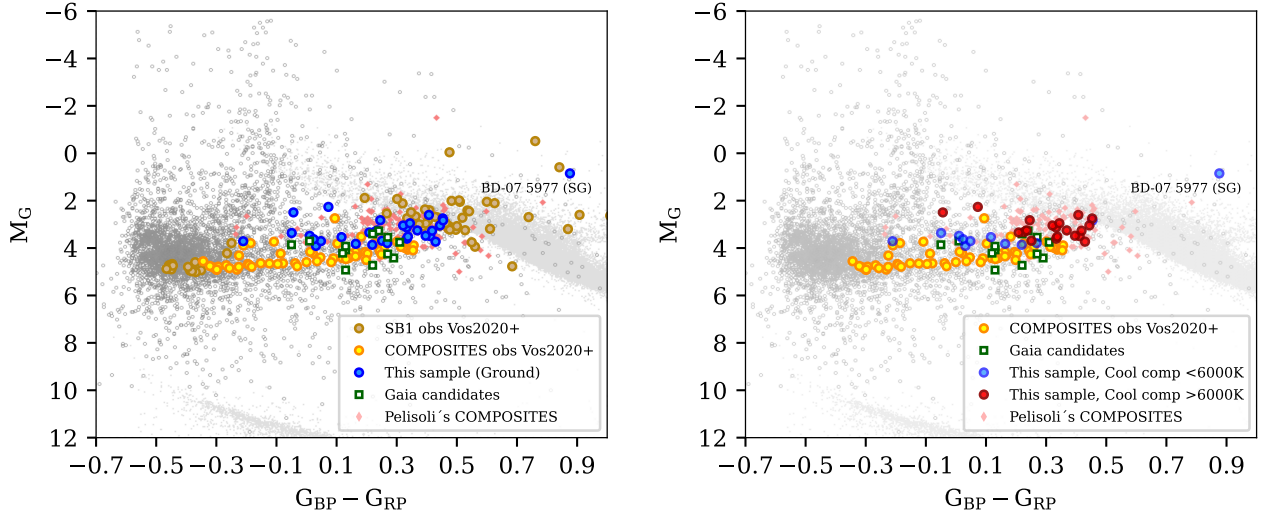 −6
−4
−2
0
2
4
6
8
10
12
M_G
BD-07 5977 (SG)
SB1 obs Vos2020+
COMPOSITES obs Vos2020+
This sample (Ground)
Gaia candidates
Pelisoli´s COMPOSITES
−0.7 −0.5 −0.3 −0.1 0.1 0.3 0.5 0.7 0.9
G_BP − G_RP
−6
−4
−2
0
2
4
6
8
10
12
M_G
BD-07 5977 (SG)
COMPOSITES obs Vos2020+
Gaia candidates
This sample, Cool comp <6000K
This sample, Cool comp >6000K
Pelisoli´s COMPOSITES
−0.7 −0.5 −0.3 −0.1 0.1 0.3 0.5 0.7 0.9
G_BP − G_RP